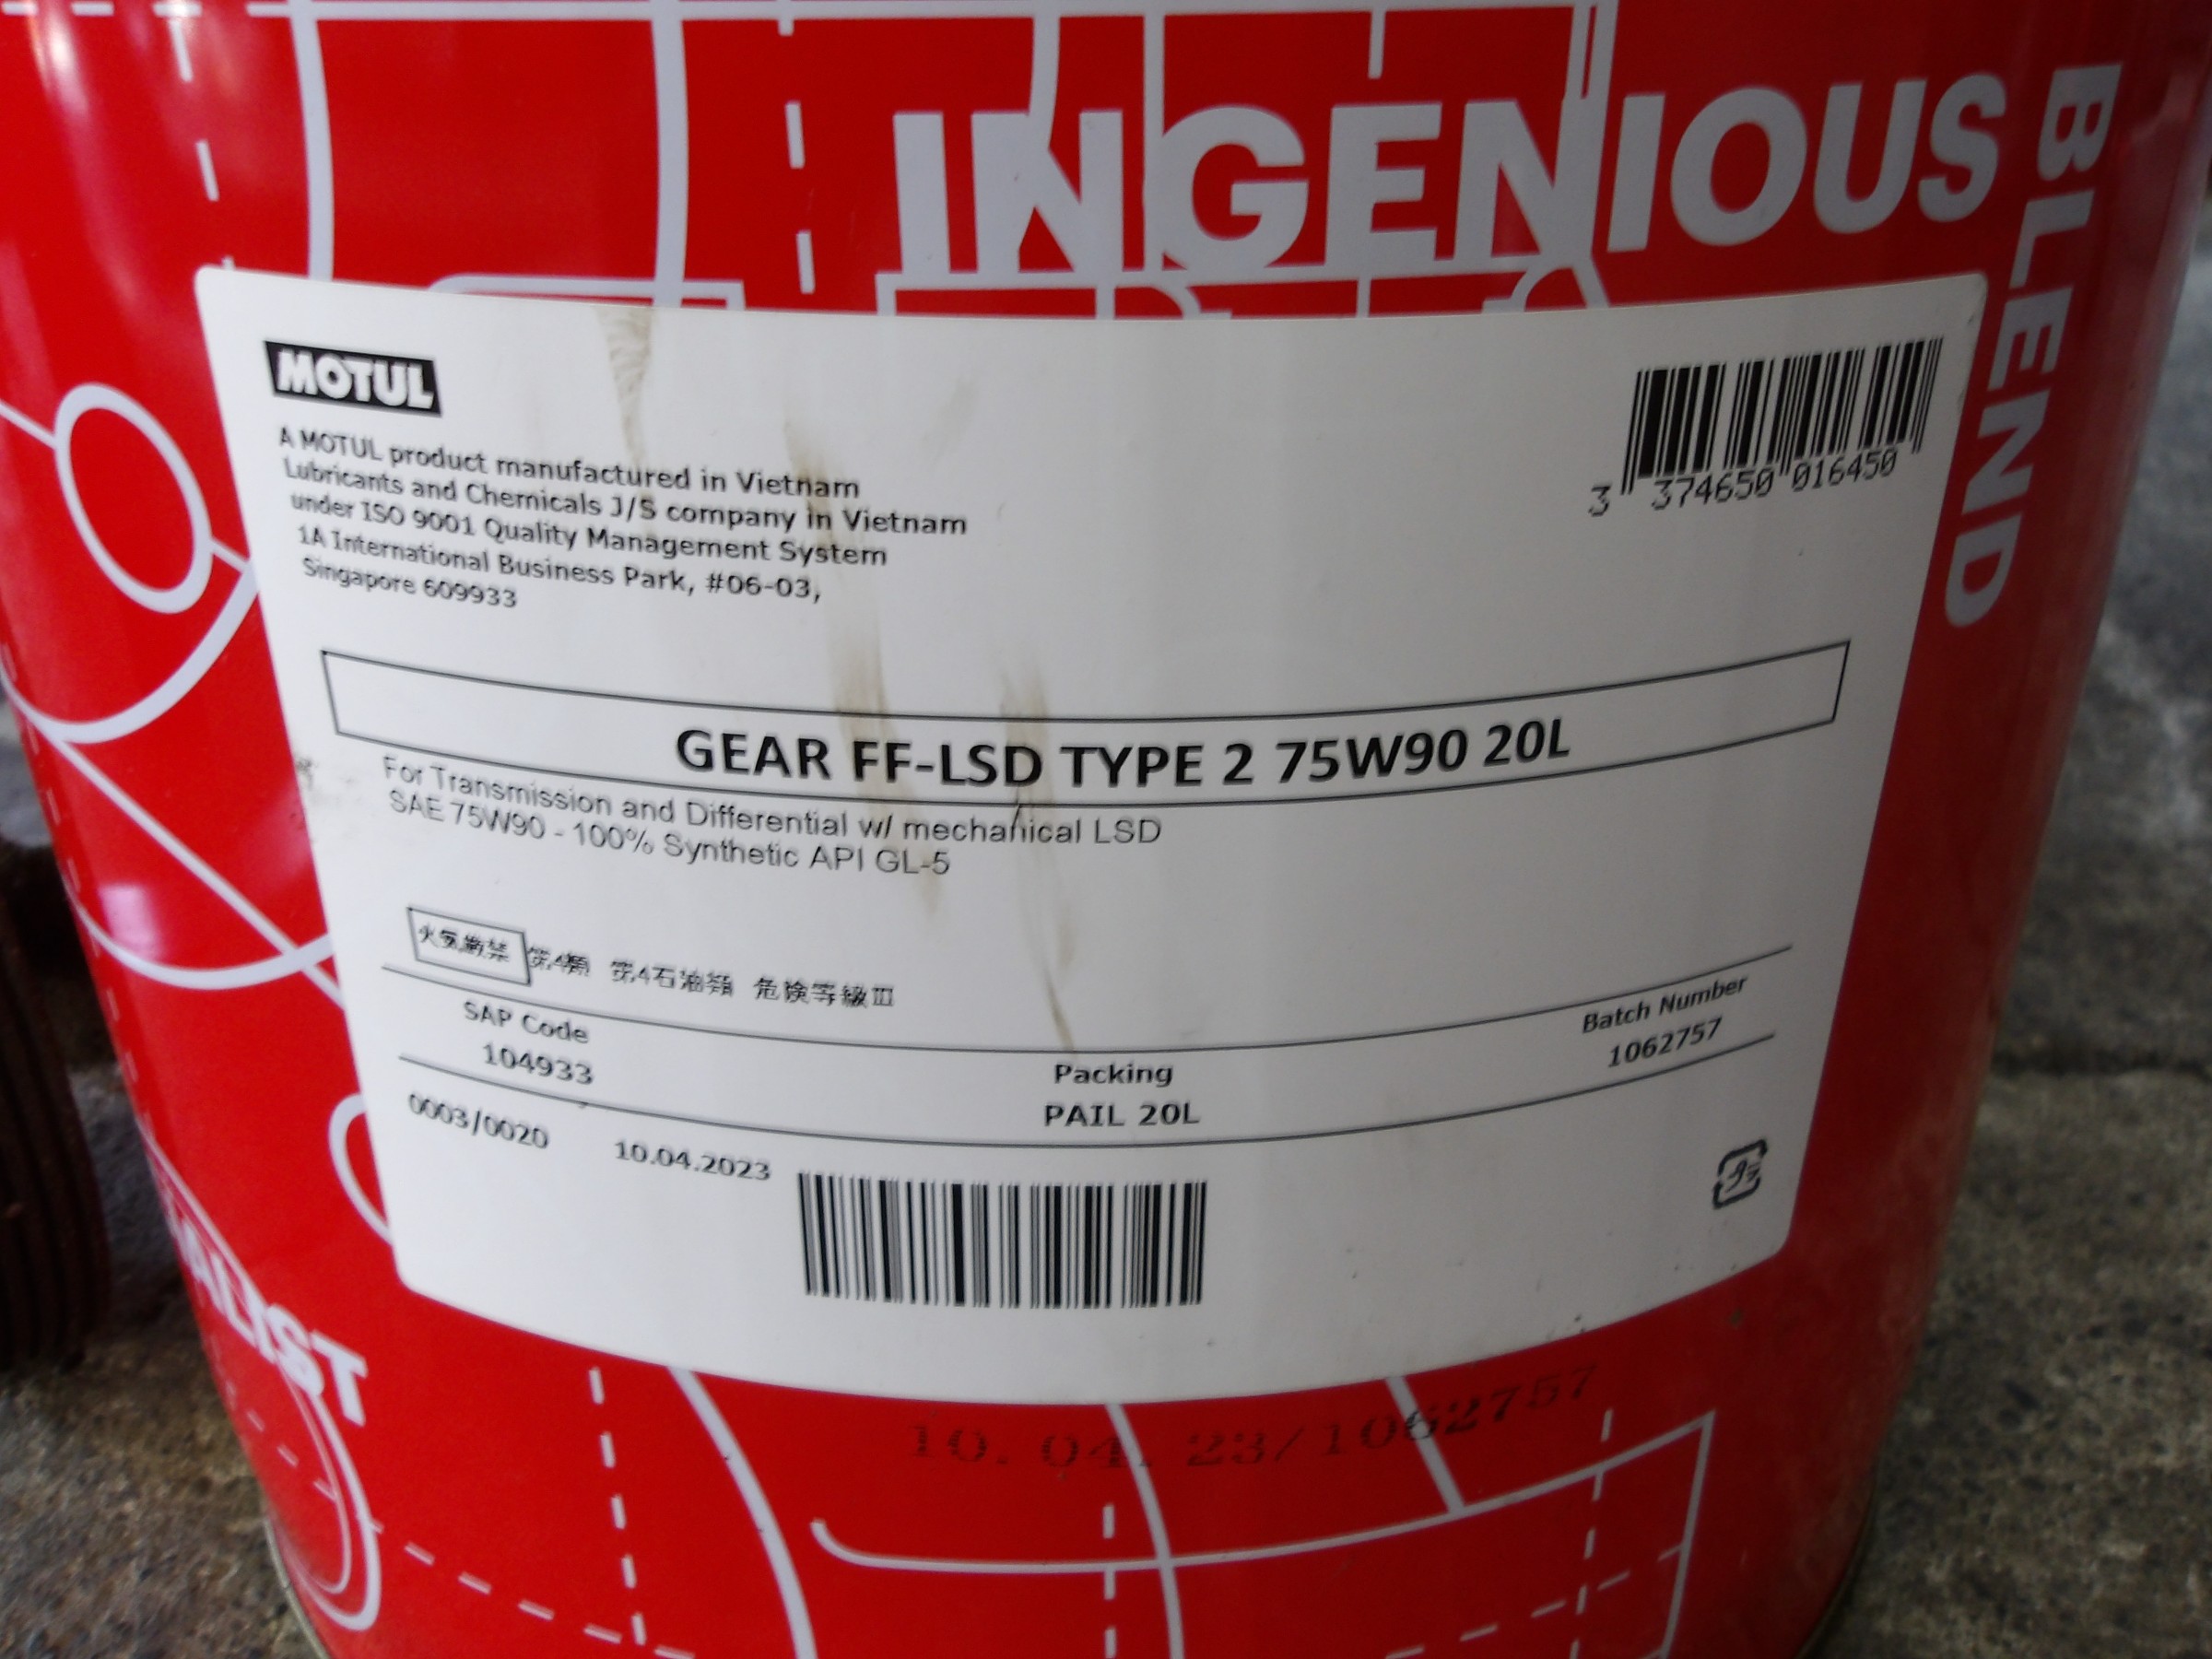 INGENIOUS
BLEND
MOTUL
A MOTUL product manufactured in Vietnam
Lubricants and Chemicals J/S company in Vietnam
under ISO 9001 Quality Management System
1A International Business Park, #06-03,
Singapore 609933
3 374650 016450
GEAR FF-LSD TYPE 2 75W90 20L
For Transmission and Differential w/ mechanical LSD
SAE 75W90 - 100% Synthetic API GL-5
火気厳禁 第4類 第4石油類 危険等級III
SAP Code
104933
Packing
PAIL 20L
Batch Number
1062757
0003/0020 10.04.2023
10.04.23/1062757